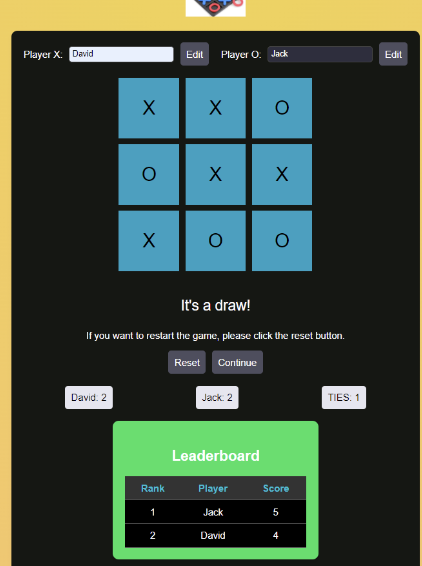 Player X: David Edit Player O: Jack Edit
X X O
O X X
X O O
It's a draw!
If you want to restart the game, please click the reset button.
Reset Continue
David: 2 Jack: 2 TIES: 1
Leaderboard
Rank Player Score
1 Jack 5
2 David 4